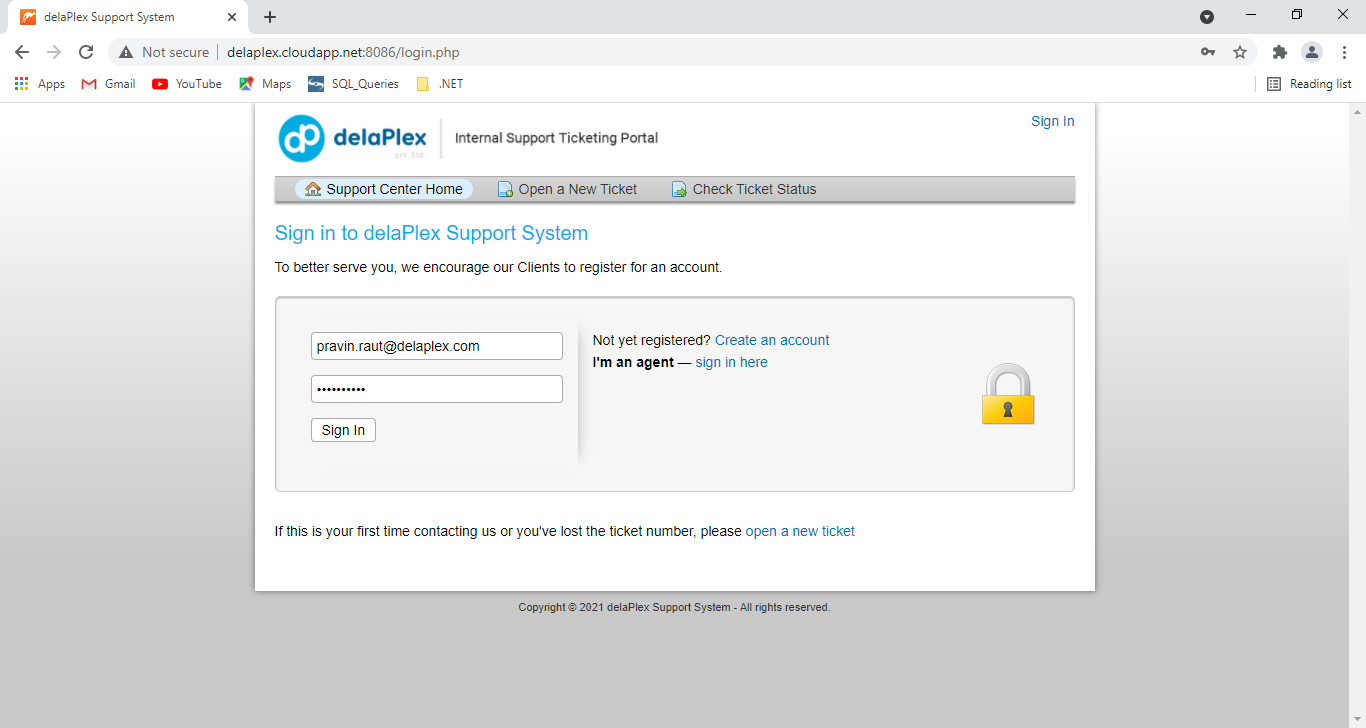 delaPlex Support System
Not secure
delaplex.cloudapp.net:8086/login.php
Apps Gmail YouTube Maps SQL_Queries .NET Reading list
dp delaPlex
pvt.ltd.
Internal Support Ticketing Portal
Sign In
Support Center Home Open a New Ticket Check Ticket Status
Sign in to delaPlex Support System
To better serve you, we encourage our Clients to register for an account.
pravin.raut@delaplex.com
••••••••••
Sign In
Not yet registered? Create an account
I'm an agent — sign in here
If this is your first time contacting us or you've lost the ticket number, please open a new ticket
Copyright © 2021 delaPlex Support System - All rights reserved.